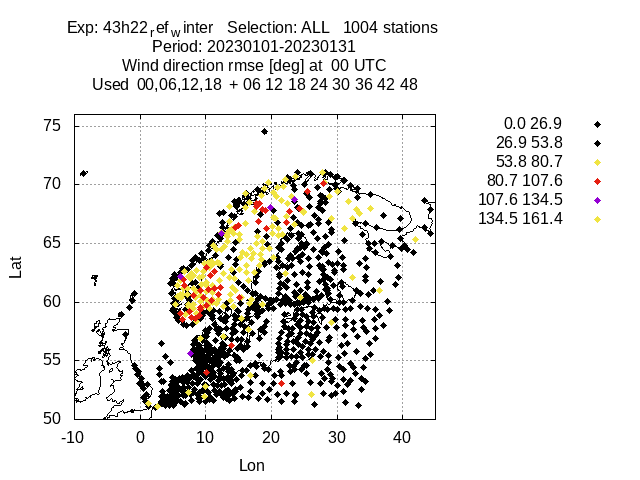 Exp: 43h22refwinter   Selection: ALL   1004 stations
Period: 20230101-20230131
Wind direction rmse [deg] at  00 UTC
Used  00,06,12,18  + 06 12 18 24 30 36 42 48
0.0 26.9
26.9 53.8
53.8 80.7
80.7 107.6
107.6 134.5
134.5 161.4
75
70
65
60
55
50
Lat
-10 0 10 20 30 40
Lon